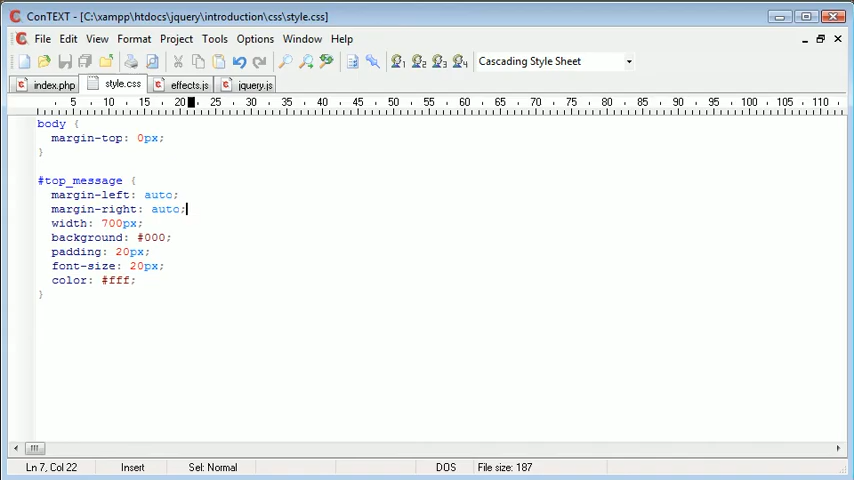 ConTEXT - [C:\xampp\htdocs\jquery\introduction\css\style.css]
File Edit View Format Project Tools Options Window Help
1 2 3 4 Cascading Style Sheet
index.php style.css effects.js jquery.js
5 10 15 20 25 30 35 40 45 50 55 60 65 70 75 80 85 90 95 100 105 110
body {
margin-top: 0px;
}
#top_message {
margin-left: auto;
margin-right: auto;
width: 700px;
background: #000;
padding: 20px;
font-size: 20px;
color: #fff;
}
Ln 7, Col 22 Insert Sel: Normal DOS File size: 187